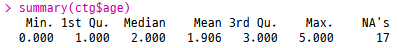 > summary(ctg$age)
Min. 1st Qu. Median Mean 3rd Qu. Max. NA's
0.000 1.000 2.000 1.906 3.000 5.000 17